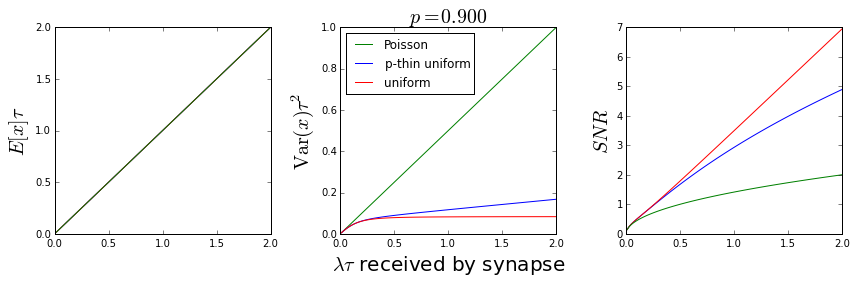 p = 0.900
E[x]τ
2.0
1.5
1.0
0.5
0.0
0.0 0.5 1.0 1.5 2.0
Var(x)τ²
1.0
0.8
0.6
0.4
0.2
0.0
Poisson
p-thin uniform
uniform
0.0 0.5 1.0 1.5 2.0
λτ received by synapse
SNR
7
6
5
4
3
2
1
0
0.0 0.5 1.0 1.5 2.0